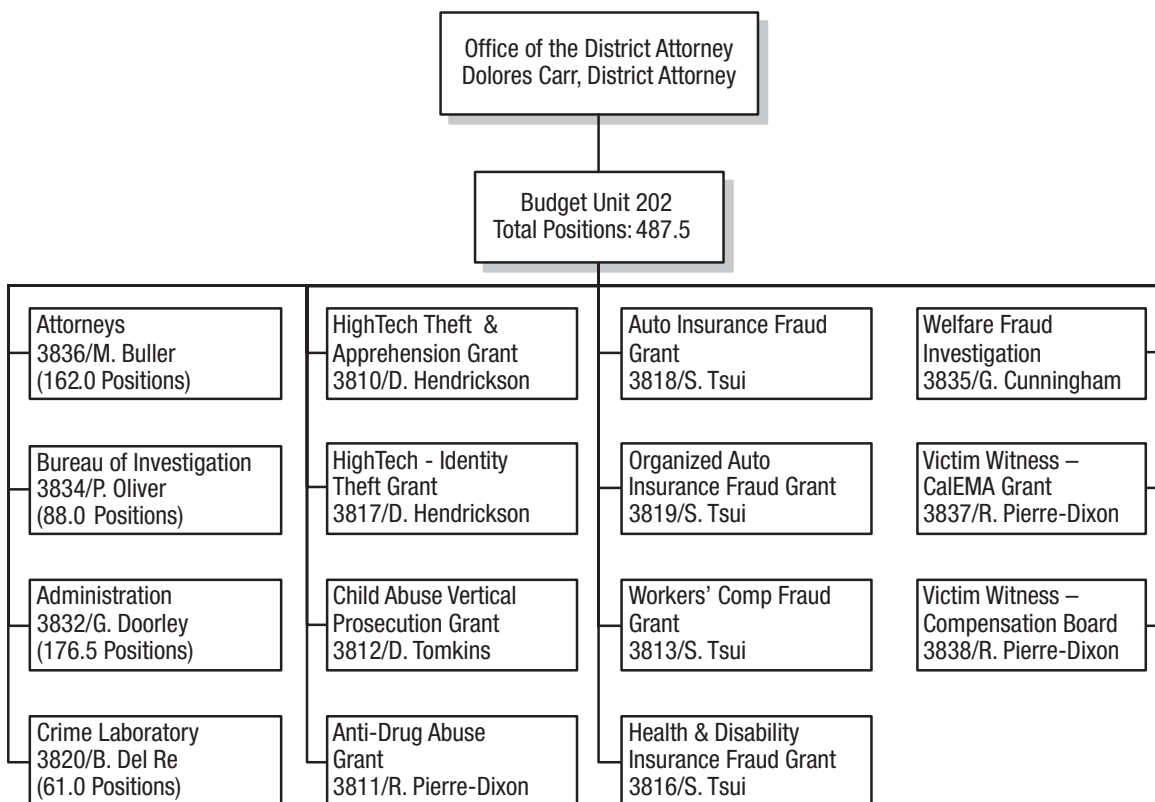 Office of the District Attorney
Dolores Carr, District Attorney
Budget Unit 202
Total Positions: 487.5
Attorneys
3836/M. Buller
(162.0 Positions)
Bureau of Investigation
3834/P. Oliver
(88.0 Positions)
Administration
3832/G. Doorley
(176.5 Positions)
Crime Laboratory
3820/B. Del Re
(61.0 Positions)
HighTech Theft &
Apprehension Grant
3810/D. Hendrickson
HighTech - Identity
Theft Grant
3817/D. Hendrickson
Child Abuse Vertical
Prosecution Grant
3812/D. Tomkins
Anti-Drug Abuse
Grant
3811/R. Pierre-Dixon
Auto Insurance Fraud
Grant
3818/S. Tsui
Organized Auto
Insurance Fraud Grant
3819/S. Tsui
Workers’ Comp Fraud
Grant
3813/S. Tsui
Health & Disability
Insurance Fraud Grant
3816/S. Tsui
Welfare Fraud
Investigation
3835/G. Cunningham
Victim Witness –
CalEMA Grant
3837/R. Pierre-Dixon
Victim Witness –
Compensation Board
3838/R. Pierre-Dixon